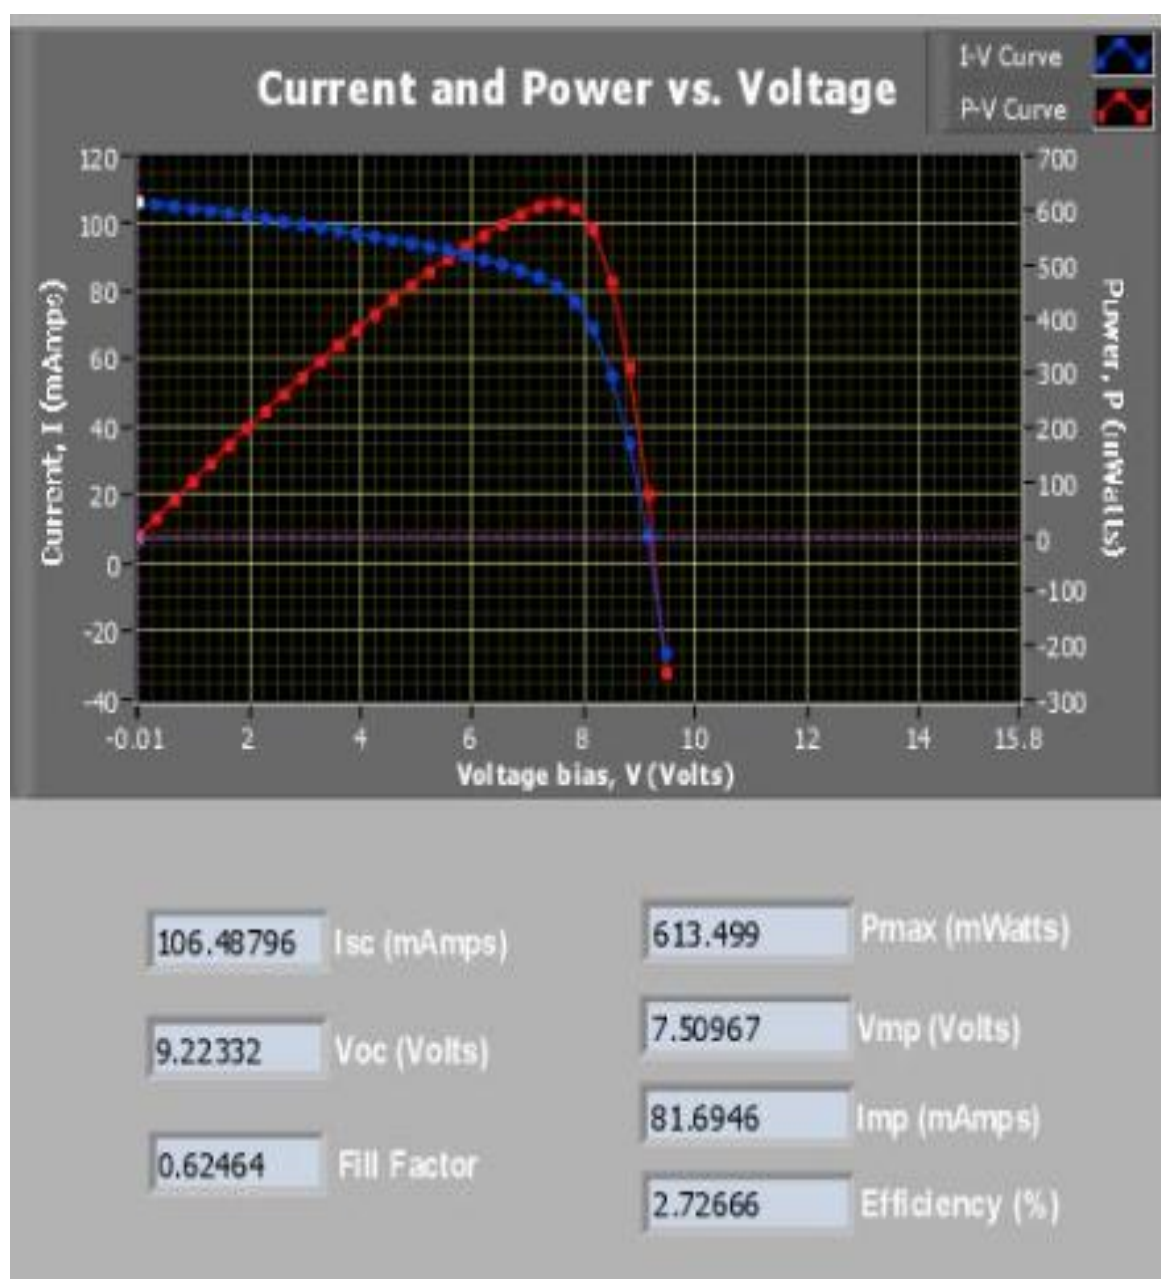 I-V Curve
Current and Power vs. Voltage
P-V Curve
120
100
80
60
40
20
0
-20
-40
Current, I (mAmps)
700
600
500
400
300
200
100
0
-100
-200
-300
Power, P (mWatts)
-0.01 2 4 6 8 10 12 14 15.8
Voltage bias, V (Volts)
106.48796 Isc (mAmps)
613.499 Pmax (mWatts)
9.22332 Voc (Volts)
7.50967 Vmp (Volts)
81.6946 Imp (mAmps)
0.62464 Fill Factor
2.72666 Efficiency (%)